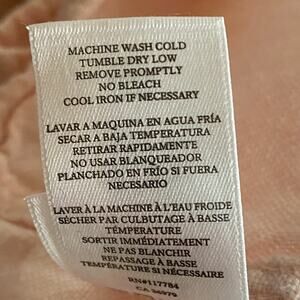 MACHINE WASH COLD
TUMBLE DRY LOW
REMOVE PROMPTLY
NO BLEACH
COOL IRON IF NECESSARY
LAVAR A MAQUINA EN AGUA FRÍA
SECAR A BAJA TEMPERATURA
RETIRAR RAPIDAMENTE
NO USAR BLANQUEADOR
PLANCHADO EN FRÍO SI FUERA
NECESARIO
LAVER À LA MACHINE À L'EAU FROIDE
SÉCHER PAR CULBUTAGE À BASSE
TÉMPÉRATURE
SORTIR IMMÉDIATEMENT
NE PAS BLANCHIR
REPASSAGE À BASSE
TEMPÉRATURE SI NÉCESSAIRE
RN#117784
CA